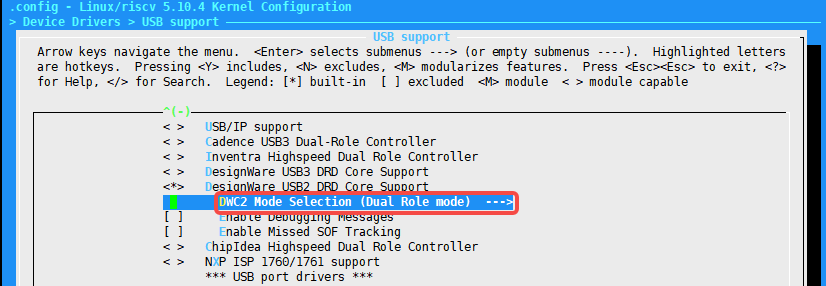 .config - Linux/riscv 5.10.4 Kernel Configuration
> Device Drivers > USB support
USB support
Arrow keys navigate the menu.  <Enter> selects submenus ---> (or empty submenus ----).  Highlighted letters
are hotkeys.  Pressing <Y> includes, <N> excludes, <M> modularizes features.  Press <Esc><Esc> to exit, <?>
for Help, </> for Search.  Legend: [*] built-in  [ ] excluded  <M> module  < > module capable
^(-)
< >   USB/IP support
< >   Cadence USB3 Dual-Role Controller
< >   Inventra Highspeed Dual Role Controller
< >   DesignWare USB3 DRD Core Support
<*>   DesignWare USB2 DRD Core Support
DWC2 Mode Selection (Dual Role mode)  --->
[ ]     Enable Debugging Messages
[ ]     Enable Missed SOF Tracking
< >   ChipIdea Highspeed Dual Role Controller
< >   NXP ISP 1760/1761 support
*** USB port drivers ***